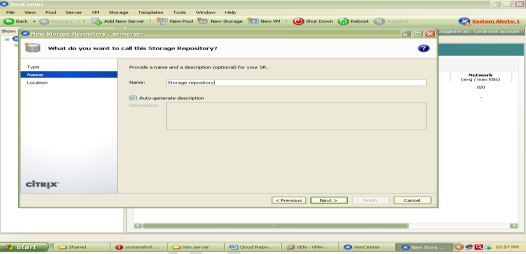 XenCenter
File View Pool Server VM Storage Templates Tools Window Help
Back Forward Add New Server New Pool New Storage New VM Shut Down Reboot Suspend System Alerts: 1
Show Logged in as: Local root account
New Storage Repository - xenserver
What do you want to call this Storage Repository?
Type
Name
Location
Provide a name and a description (optional) for your SR.
Name: Storage repository
Auto-generate description
Description:
Network
(avg / max KBs)
0/0
-
CITRIX
< Previous Next > Finish Cancel
start Shared screenshot... Xen server Cloud Repo... XEN - VMw... XenCenter New Stora... 10:57 PM